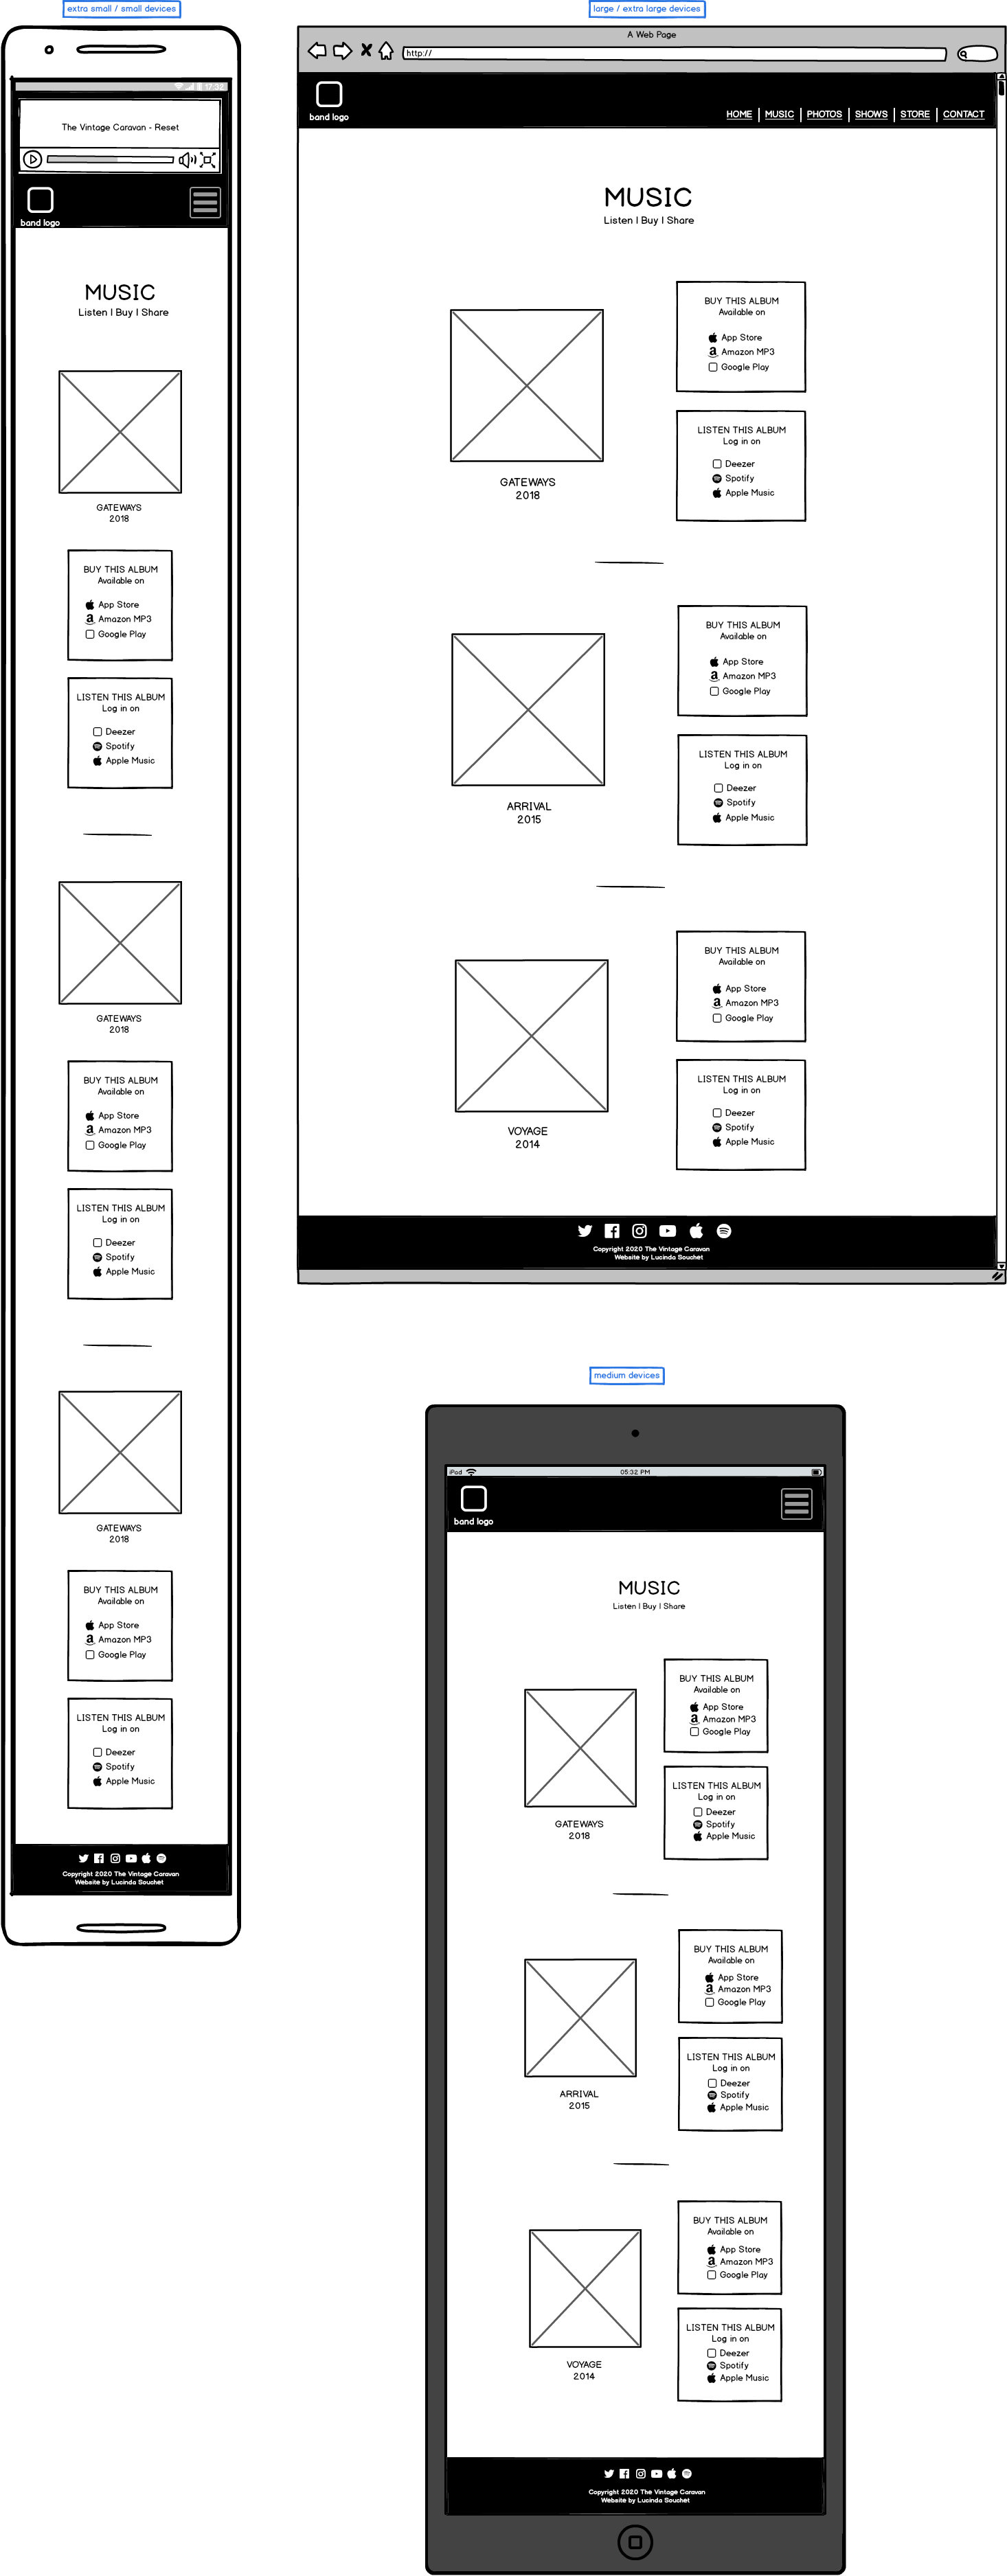 extra small / small devices
17:32
The Vintage Caravan - Reset
band logo
MUSIC
Listen | Buy | Share
GATEWAYS
2018
BUY THIS ALBUM
Available on
App Store
Amazon MP3
Google Play
LISTEN THIS ALBUM
Log in on
Deezer
Spotify
Apple Music
GATEWAYS
2018
BUY THIS ALBUM
Available on
App Store
Amazon MP3
Google Play
LISTEN THIS ALBUM
Log in on
Deezer
Spotify
Apple Music
GATEWAYS
2018
BUY THIS ALBUM
Available on
App Store
Amazon MP3
Google Play
LISTEN THIS ALBUM
Log in on
Deezer
Spotify
Apple Music
Copyright 2020 The Vintage Caravan
Website by Lucinda Souchet
large / extra large devices
A Web Page
http://
band logo
HOME | MUSIC | PHOTOS | SHOWS | STORE | CONTACT
MUSIC
Listen | Buy | Share
GATEWAYS
2018
BUY THIS ALBUM
Available on
App Store
Amazon MP3
Google Play
LISTEN THIS ALBUM
Log in on
Deezer
Spotify
Apple Music
ARRIVAL
2015
BUY THIS ALBUM
Available on
App Store
Amazon MP3
Google Play
LISTEN THIS ALBUM
Log in on
Deezer
Spotify
Apple Music
VOYAGE
2014
BUY THIS ALBUM
Available on
App Store
Amazon MP3
Google Play
LISTEN THIS ALBUM
Log in on
Deezer
Spotify
Apple Music
Copyright 2020 The Vintage Caravan
Website by Lucinda Souchet
medium devices
iPod
05:32 PM
band logo
MUSIC
Listen | Buy | Share
GATEWAYS
2018
BUY THIS ALBUM
Available on
App Store
Amazon MP3
Google Play
LISTEN THIS ALBUM
Log in on
Deezer
Spotify
Apple Music
ARRIVAL
2015
BUY THIS ALBUM
Available on
App Store
Amazon MP3
Google Play
LISTEN THIS ALBUM
Log in on
Deezer
Spotify
Apple Music
VOYAGE
2014
BUY THIS ALBUM
Available on
App Store
Amazon MP3
Google Play
LISTEN THIS ALBUM
Log in on
Deezer
Spotify
Apple Music
Copyright 2020 The Vintage Caravan
Website by Lucinda Souchet